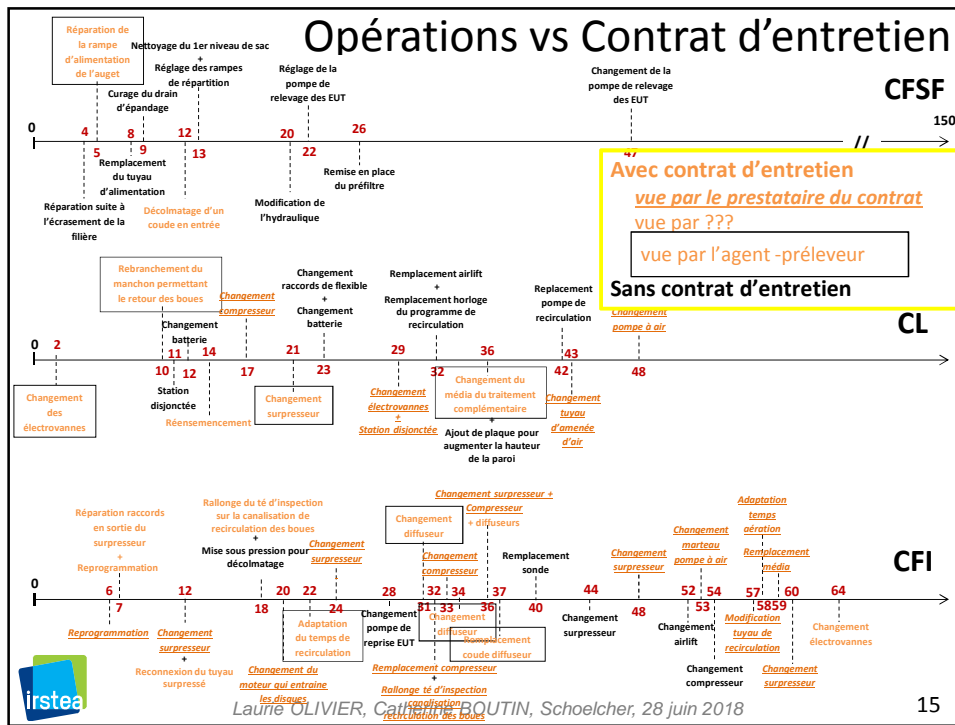 Opérations vs Contrat d'entretien
Réparation de
la rampe
d'alimentation
de l'auget
Nettoyage du 1er niveau de sac
+
Réglage des rampes
de répartition
Curage du drain
d'épandage
Réglage de la
pompe de
relevage des EUT
Changement de la
pompe de relevage
des EUT
CFSF
0
4
5
8
9
12
13
20
22
26
47
//
150
Remplacement
du tuyau
d'alimentation
Réparation suite à
l'écrasement de la
filière
Décolmatage d'un
coude en entrée
Modification de
l'hydraulique
Remise en place
du préfiltre
Avec contrat d'entretien
vue par le prestataire du contrat
vue par ???
vue par l'agent -préleveur
Sans contrat d'entretien
Rebranchement du
manchon permettant
le retour des boues
Changement
batterie
Changement
compresseur
Changement
raccords de flexible
+
Changement
batterie
Remplacement airlift
+
Remplacement horloge
du programme de
recirculation
Replacement
pompe de
recirculation
Changement
pompe à air
CL
0
2
10
11
12
14
17
21
23
29
32
36
42
43
48
Changement
des
électrovannes
Station
disjonctée
Réensemencement
Changement
surpresseur
Changement
électrovannes
+
Station disjonctée
Changement du
média du traitement
complémentaire
+
Ajout de plaque pour
augmenter la hauteur
de la paroi
Changement
tuyau
d'amenée
d'air
Réparation raccords
en sortie du
surpresseur
+
Reprogrammation
Rallonge du té d'inspection
sur la canalisation de
recirculation des boues
+
Mise sous pression pour
décolmatage
Changement
surpresseur
Changement
diffuseur
Changement
compresseur
Changement surpresseur +
Compresseur
+ diffuseurs
Remplacement
sonde
Changement
surpresseur
Changement
marteau
pompe à air
Adaptation
temps
aération
Remplacement
média
CFI
0
6
7
12
18
20
22
24
28
31
32
33
34
36
37
40
44
48
52
53
54
57
58
59
60
64
Reprogrammation
Changement
surpresseur
+
Reconnexion du tuyau
surpressé
Changement du
moteur qui entraine
les disques
Adaptation
du temps de
recirculation
Changement
pompe de
reprise EUT
Remplacement compresseur
+
Rallonge té d'inspection
canalisation
recirculation des boues
Changement
diffuseur
Remplacement
coude diffuseur
Changement
surpresseur
Changement
airlift
Changement
compresseur
Modification
tuyau de
recirculation
Changement
surpresseur
Changement
électrovannes
irstea
Laurie OLIVIER, Catherine BOUTIN, Schoelcher, 28 juin 2018
15